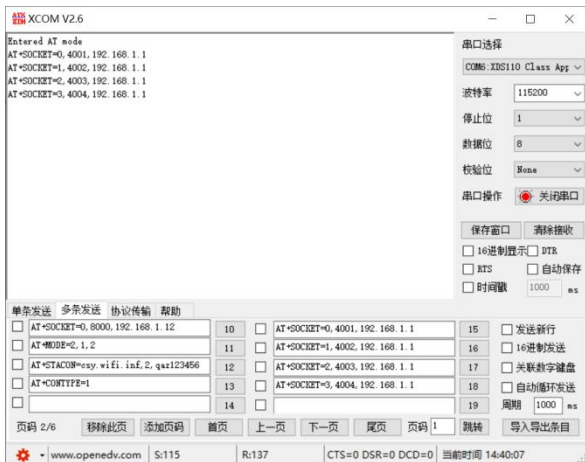 ATK XCOM V2.6
Entered AT mode
AT+SOCKET=0,4001,192.168.1.1
AT+SOCKET=1,4002,192.168.1.1
AT+SOCKET=2,4003,192.168.1.1
AT+SOCKET=3,4004,192.168.1.1
串口选择
COM6:XDS110 Class App
波特率 115200
停止位 1
数据位 8
校验位 None
串口操作 关闭串口
保存窗口 清除接收
16进制显示 DTR
RTS 自动保存
时间戳 1000 ms
单条发送 多条发送 协议传输 帮助
AT+SOCKET=0,8000,192.168.1.12 10 AT+SOCKET=0,4001,192.168.1.1 15 发送新行
AT+MODE=2,1,2 11 AT+SOCKET=1,4002,192.168.1.1 16 16进制发送
AT+STACON=csy.wifi.inf,2,qaz123456 12 AT+SOCKET=2,4003,192.168.1.1 17 关联数字键盘
AT+CONTYPE=1 13 AT+SOCKET=3,4004,192.168.1.1 18 自动循环发送
14 19 周期 1000 ms
页码 2/6 移除此页 添加页码 首页 上一页 下一页 尾页 页码 1 跳转 导入导出条目
www.openedv.com S:115 R:137 CTS=0 DSR=0 DCD=0 当前时间 14:40:07